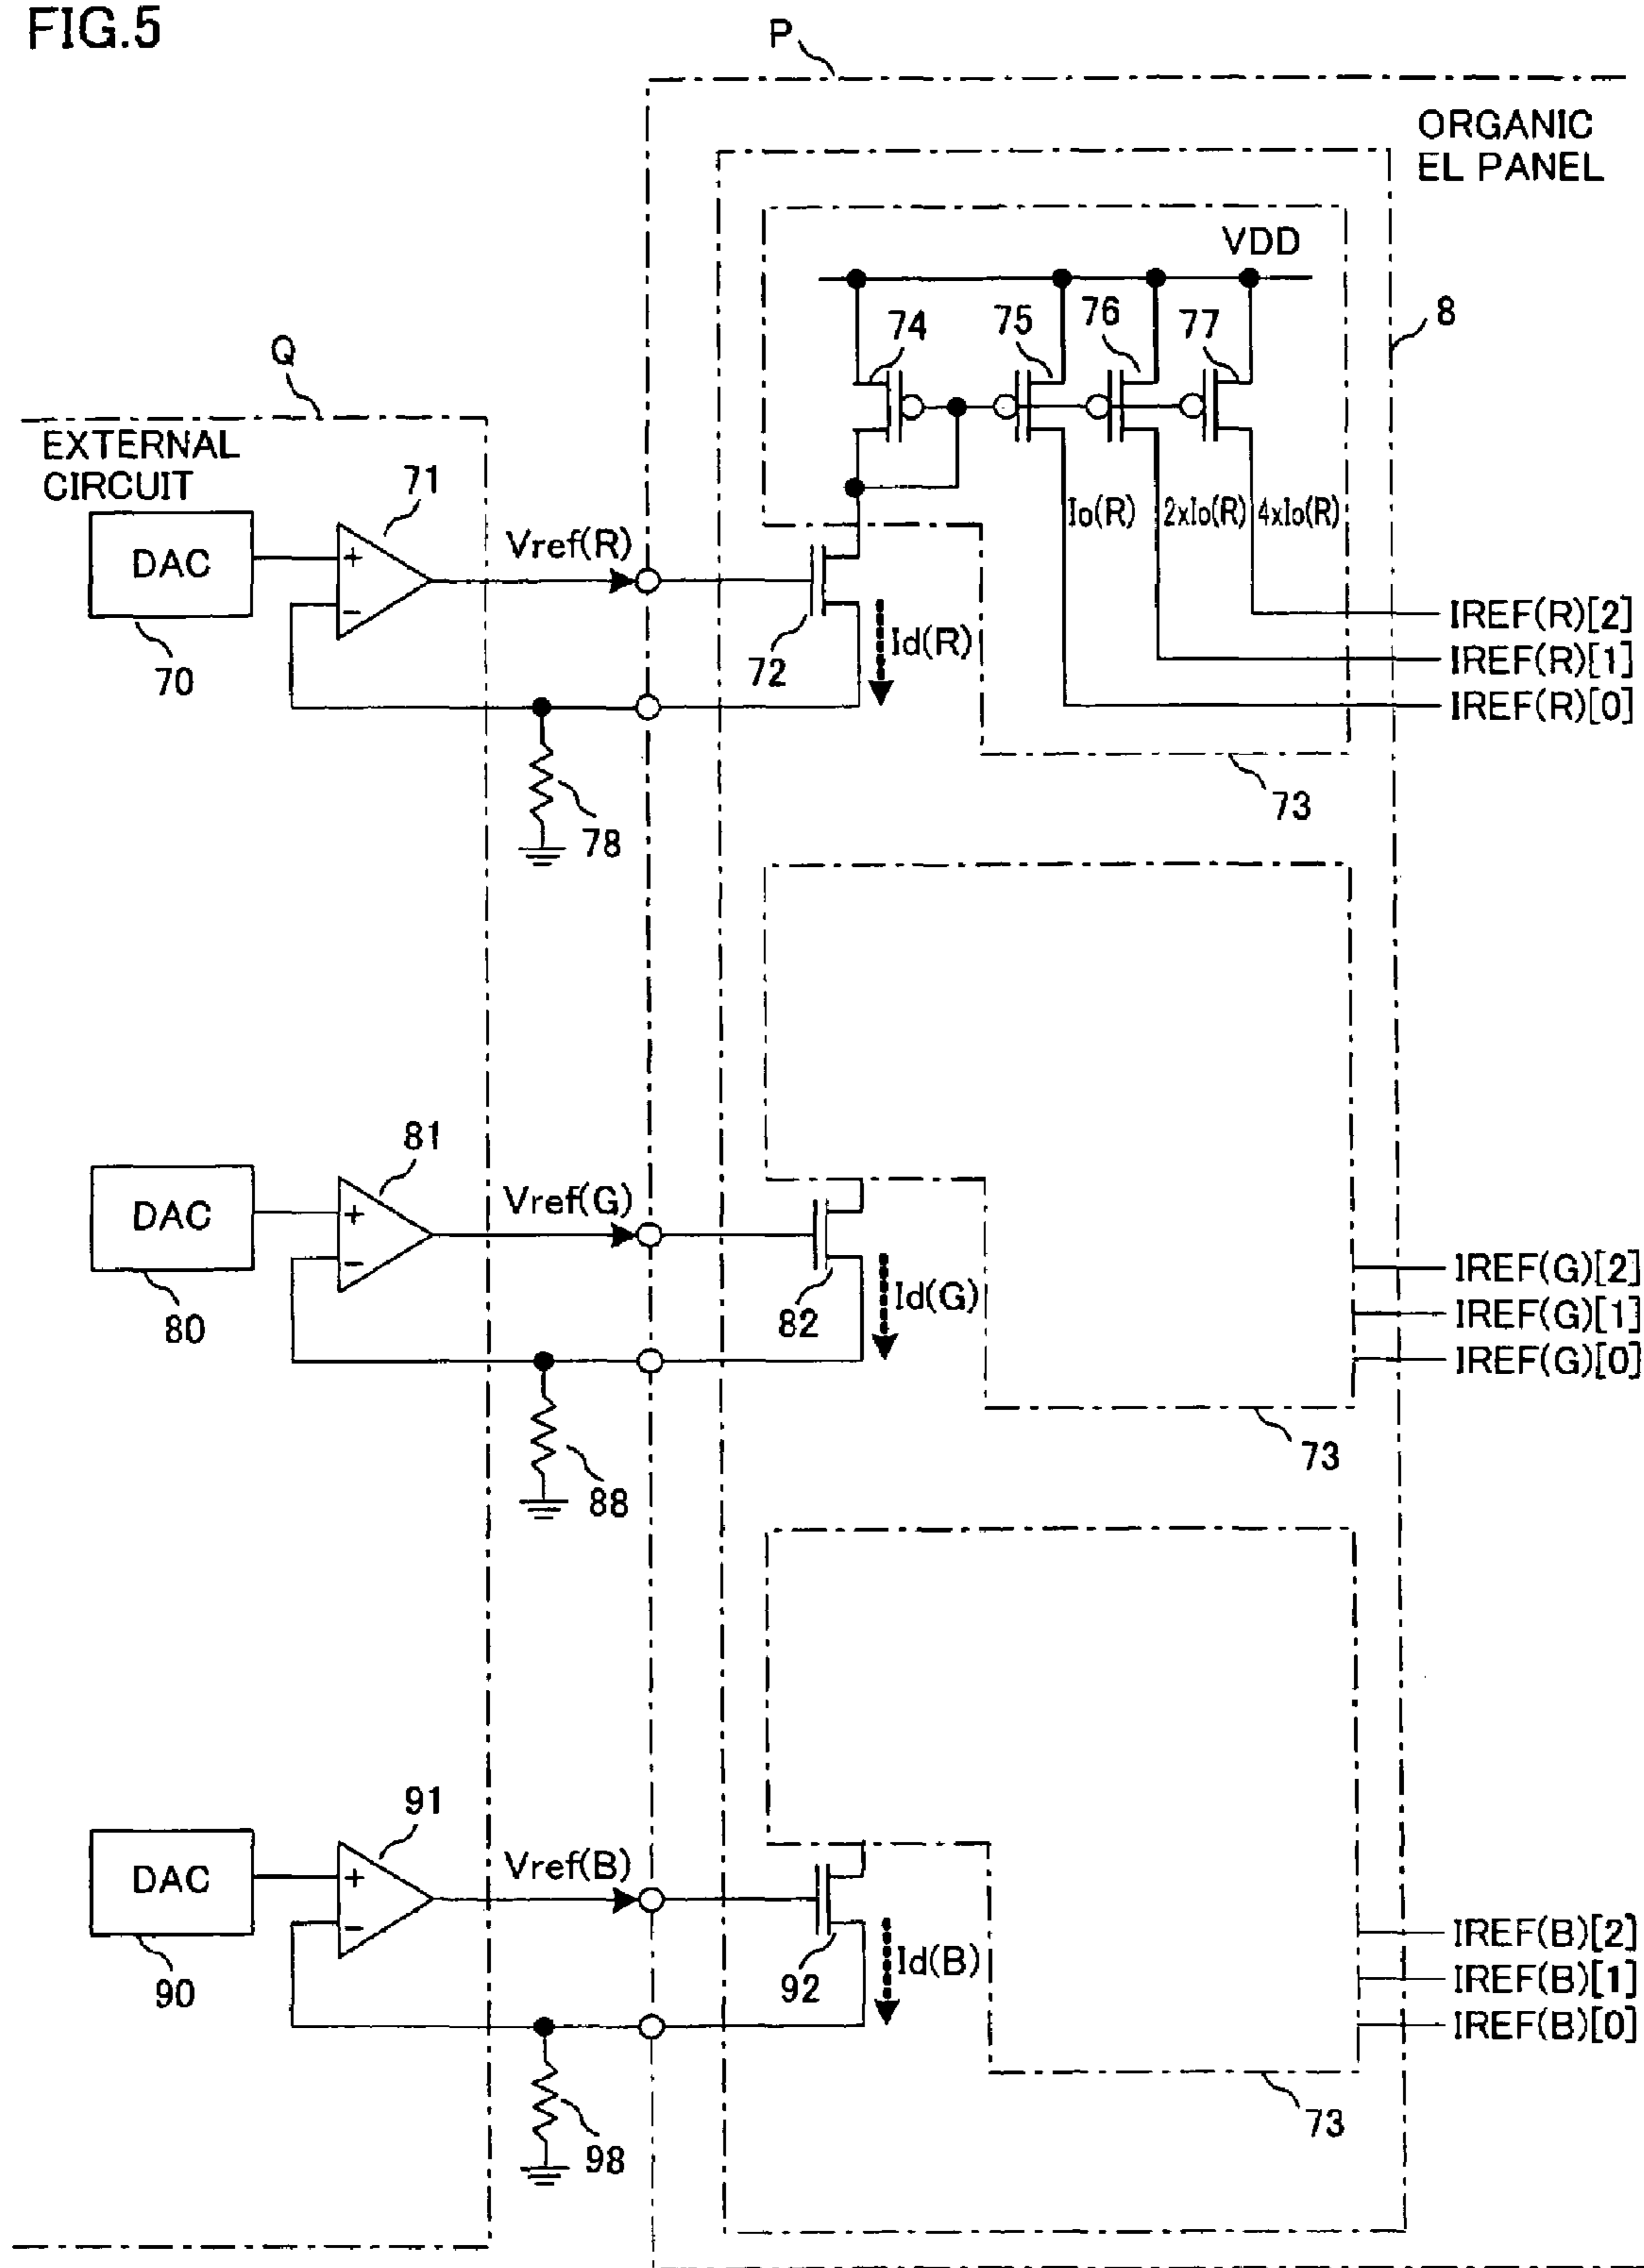 FIG.5
P
ORGANIC
EL PANEL
VDD
74
75
76
77
8
Q
EXTERNAL
CIRCUIT
71
DAC
+
−
Vref(R)
Io(R)
2xIo(R)
4xIo(R)
70
72
Id(R)
IREF(R)[2]
IREF(R)[1]
IREF(R)[0]
78
73
81
DAC
+
−
Vref(G)
80
82
Id(G)
IREF(G)[2]
IREF(G)[1]
IREF(G)[0]
88
73
91
DAC
+
−
Vref(B)
90
92
Id(B)
IREF(B)[2]
IREF(B)[1]
IREF(B)[0]
98
73